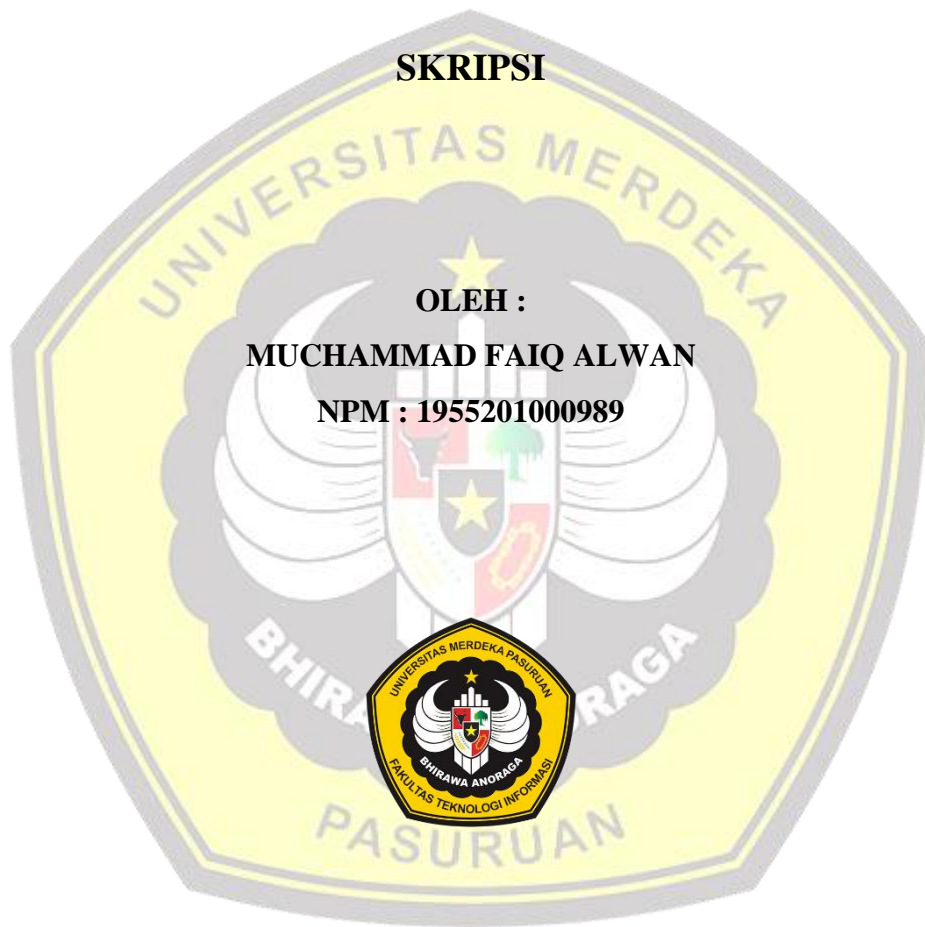 SKRIPSI
UNIVERSITAS MERDEKA
OLEH :
MUCHAMMAD FAIQ ALWAN
NPM : 1955201000989
BHIRAWA ANORAGA
UNIVERSITAS MERDEKA PASURUAN
BHIRAWA ANORAGA
FAKULTAS TEKNOLOGI INFORMASI
PASURUAN